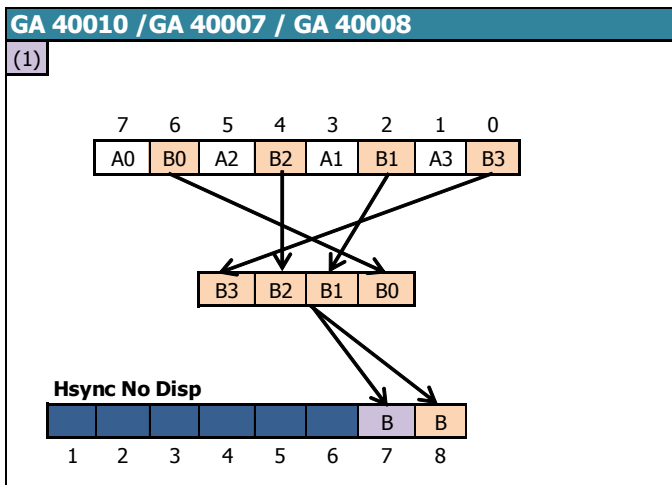 GA 40010 /GA 40007 / GA 40008
(1)
7 6 5 4 3 2 1 0
A0 B0 A2 B2 A1 B1 A3 B3
B3 B2 B1 B0
Hsync No Disp
B B
1 2 3 4 5 6 7 8